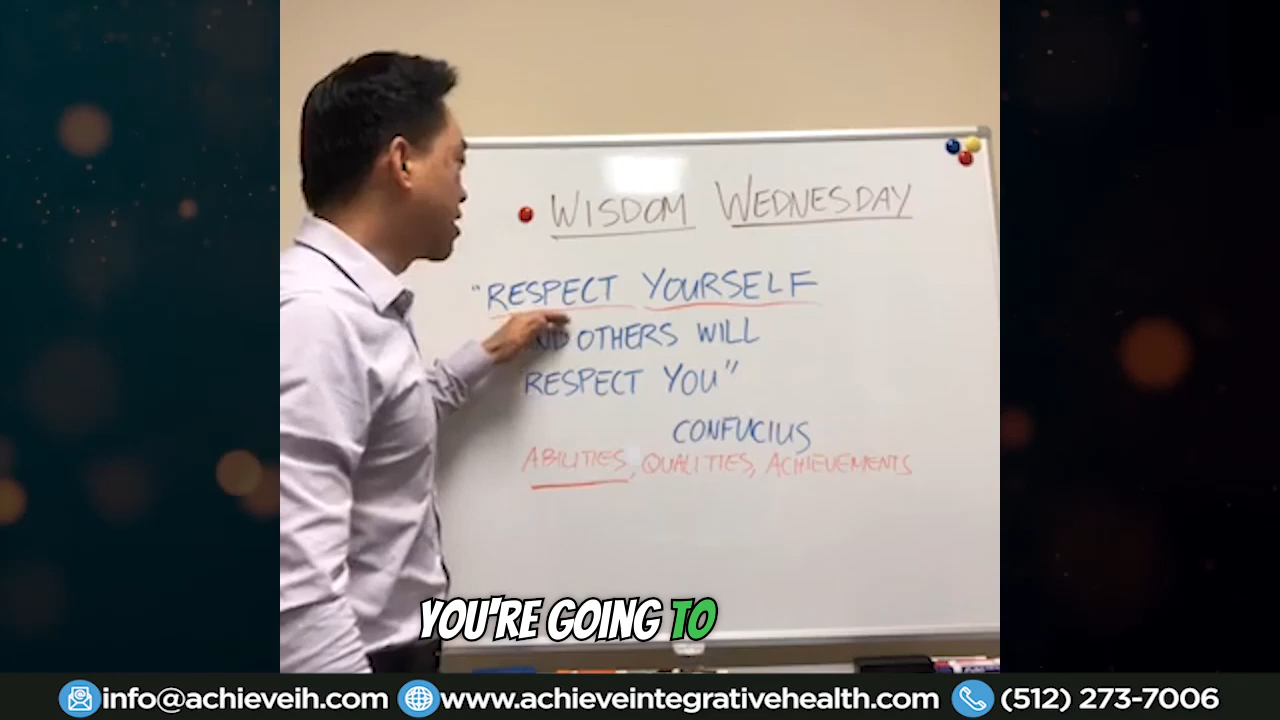 WISDOM WEDNESDAY
"RESPECT YOURSELF
ND OTHERS WILL
RESPECT YOU"
CONFUCIUS
ABILITIES, QUALITIES, ACHIEVEMENTS
YOU'RE GOING TO
info@achieveih.com www.achieveintegrativehealth.com (512) 273-7006